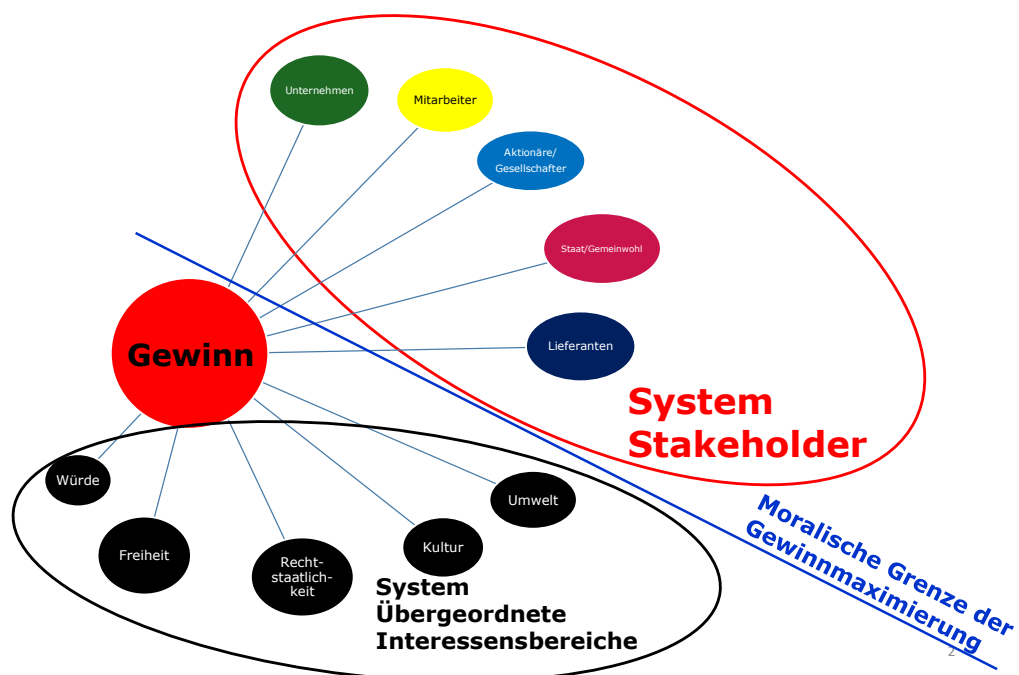 Unternehmen
Mitarbeiter
Aktionäre/
Gesellschafter
Staat/Gemeinwohl
Lieferanten
Gewinn
System
Stakeholder
Würde
Freiheit
Recht-
staatlich-
keit
Kultur
Umwelt
System
Übergeordnete
Interessensbereiche
Moralische Grenze der
Gewinnmaximierung
2